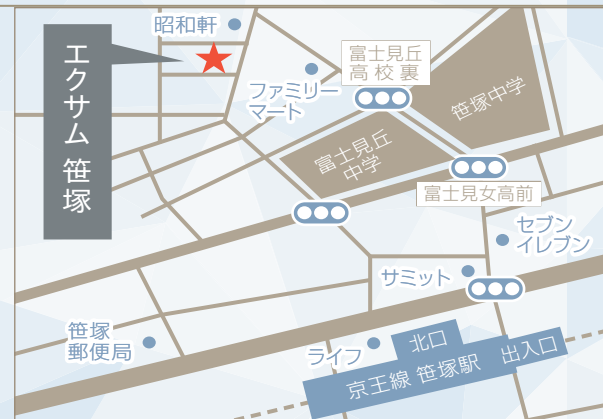 昭和軒
エクサム 笹塚
富士見丘
高校裏
ファミリー
マート
笹塚中学
富士見丘
中学
富士見女高前
セブン
イレブン
サミット
笹塚
郵便局
ライフ
北口
京王線 笹塚駅 出入口